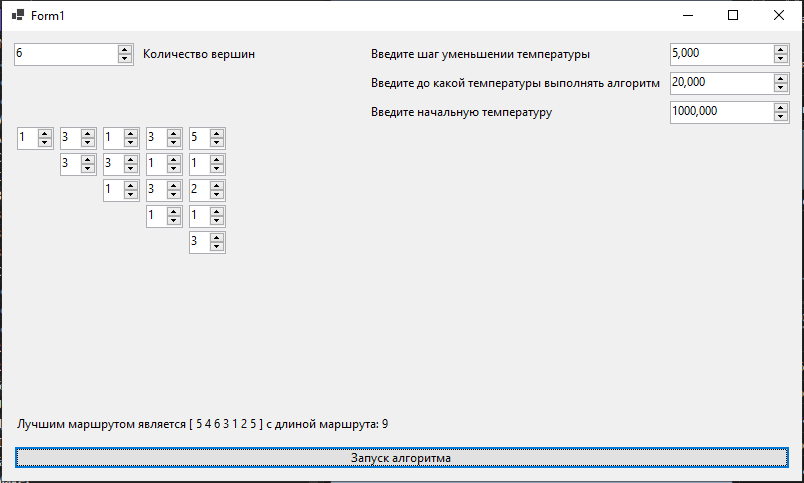 Form1
6 Количество вершин Введите шаг уменьшении температуры 5,000
Введите до какой температуры выполнять алгоритм 20,000
Введите начальную температуру 1000,000
1 3 1 3 5
3 3 1 1
1 3 2
1 1
3
Лучшим маршрутом является [ 5 4 6 3 1 2 5 ] с длиной маршрута: 9
Запуск алгоритма